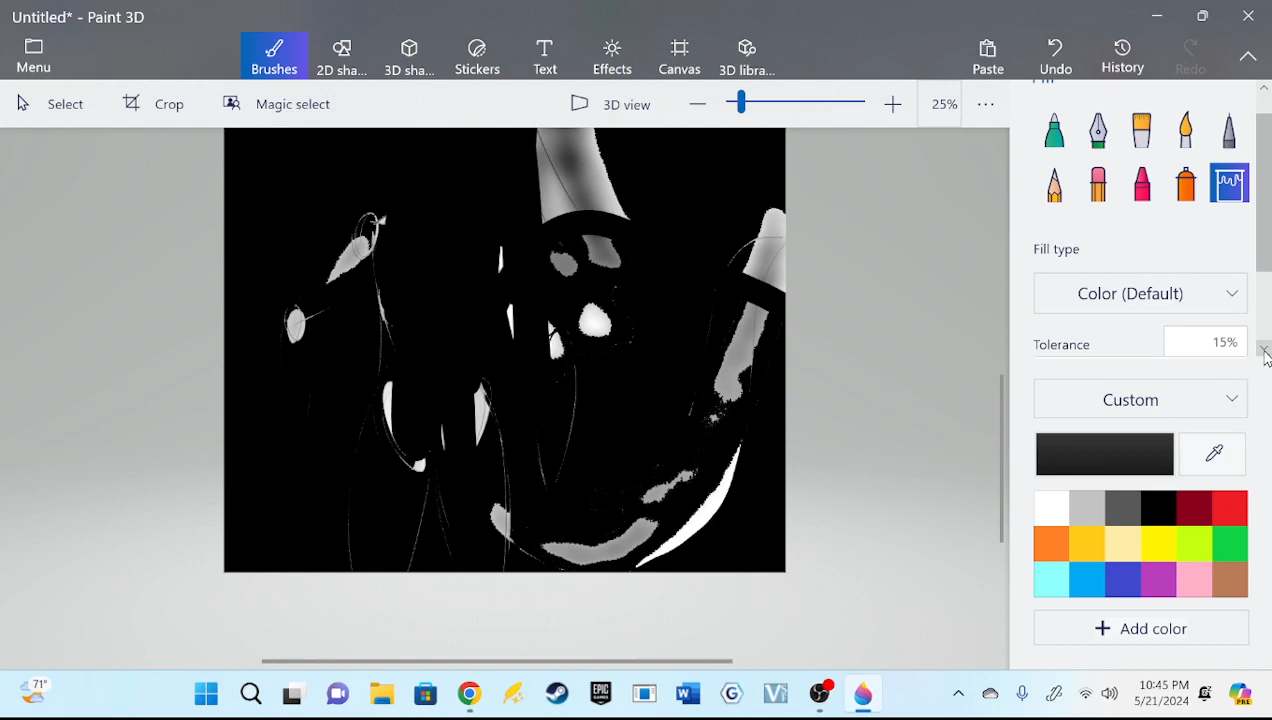 Untitled* - Paint 3D
Menu
Brushes
2D sha...
3D sha...
Stickers
Text
Effects
Canvas
3D libra...
Paste
Undo
History
Redo
Select
Crop
Magic select
3D view
25%
Fill
Fill type
Color (Default)
Tolerance
15%
Custom
+ Add color
71°
W
G
10:45 PM
5/21/2024
PRE